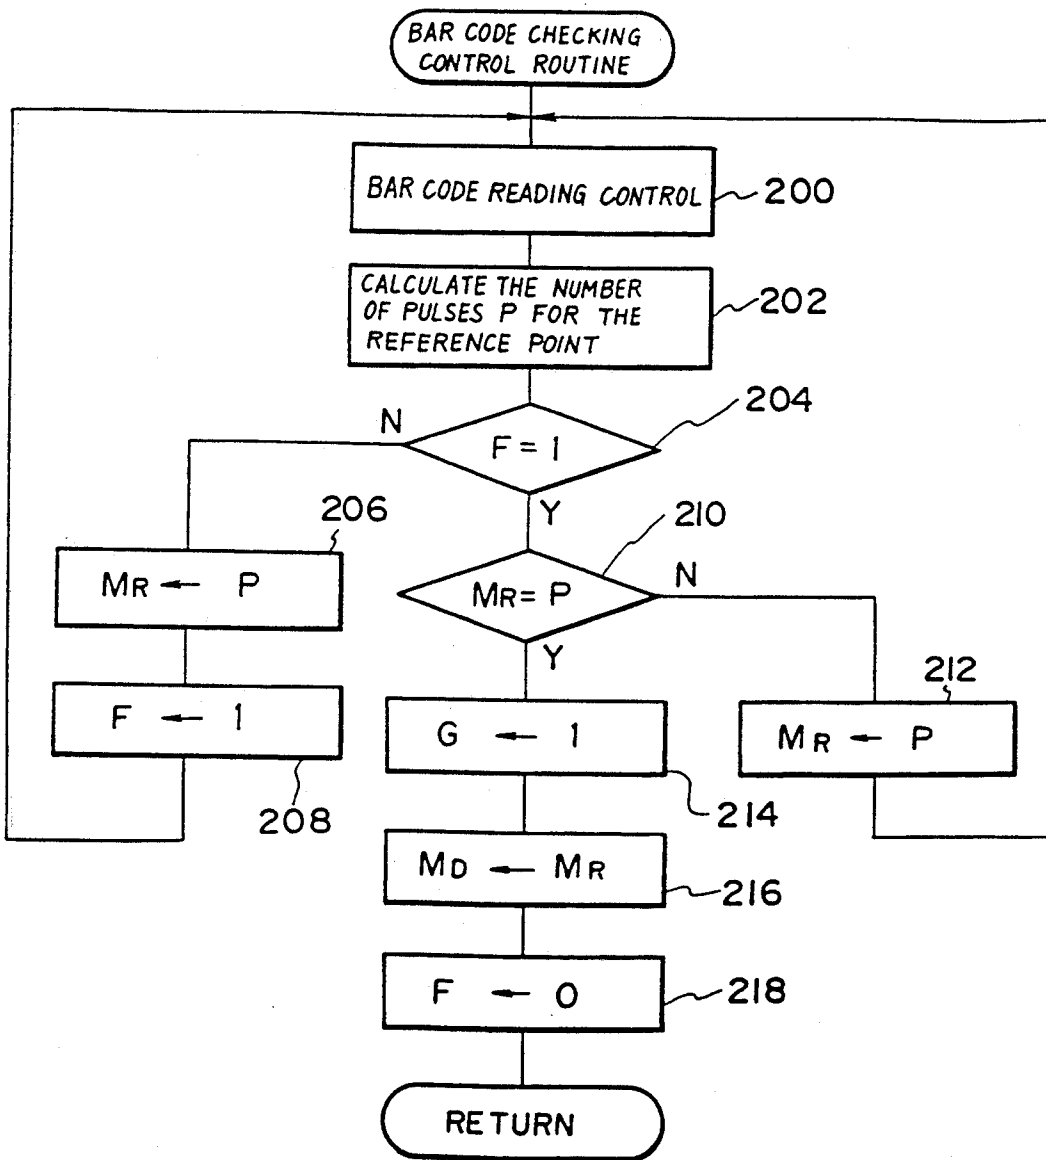 BAR CODE CHECKING
CONTROL ROUTINE
BAR CODE READING CONTROL
200
CALCULATE THE NUMBER
OF PULSES P FOR THE
REFERENCE POINT
202
204
N
F = 1
Y
206
210
MR ← P
MR = P
N
Y
212
F ← 1
G ← 1
MR ← P
208
214
MD ← MR
216
F ← 0
218
RETURN